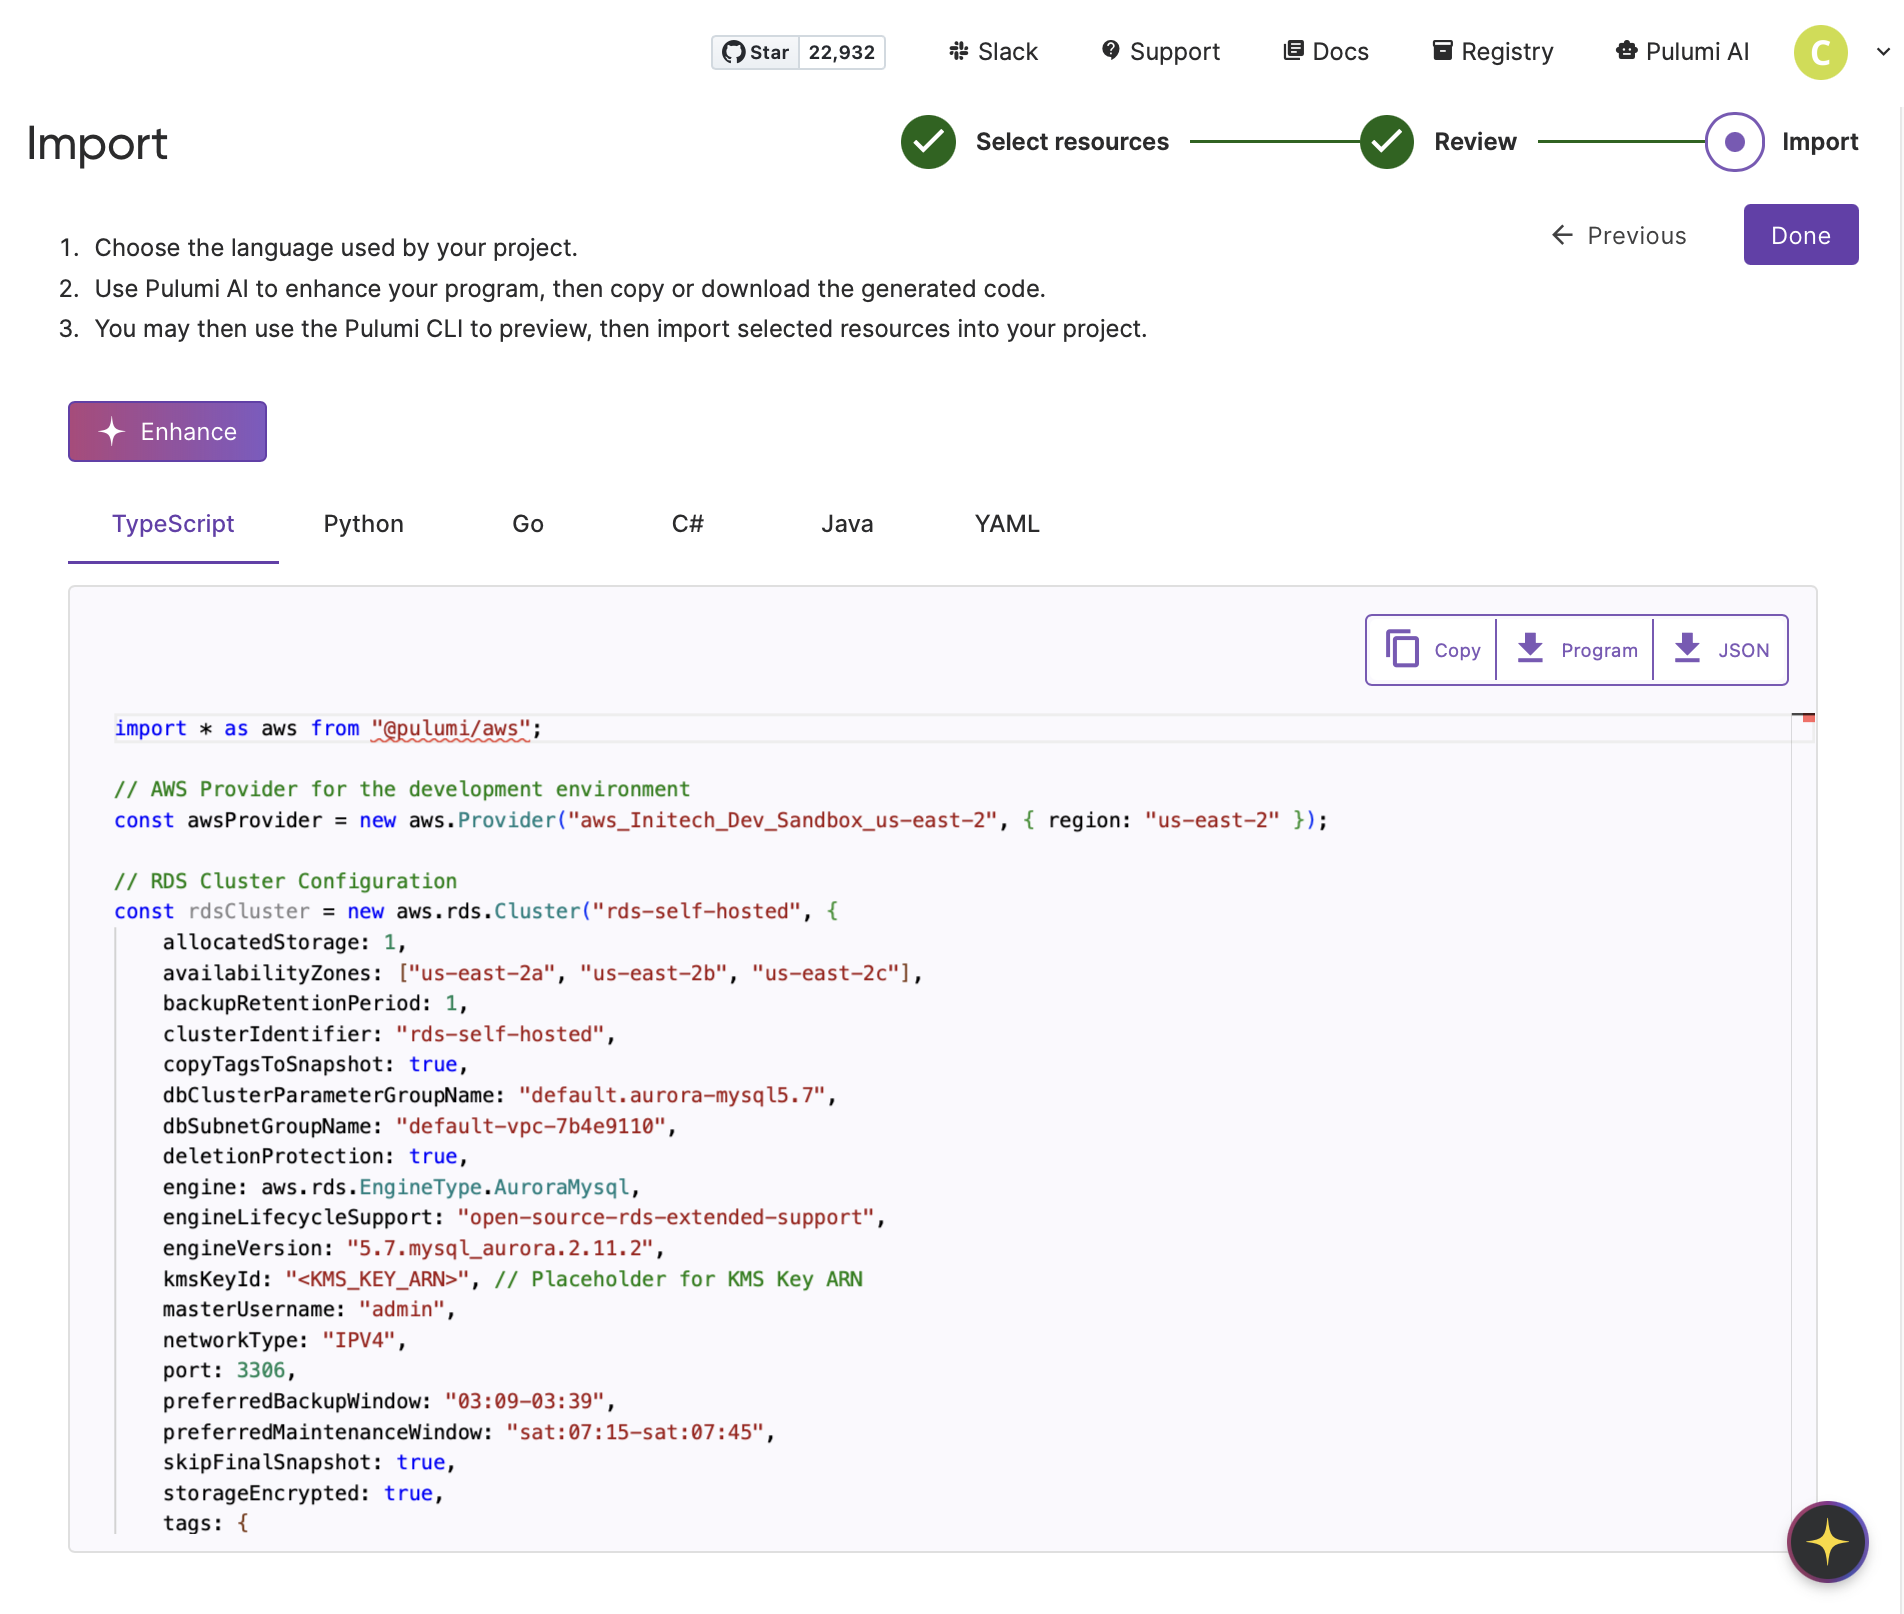 Star 22,932 Slack Support Docs Registry Pulumi AI C
Import
Select resources Review Import
Previous Done
1. Choose the language used by your project.
2. Use Pulumi AI to enhance your program, then copy or download the generated code.
3. You may then use the Pulumi CLI to preview, then import selected resources into your project.
Enhance
TypeScript Python Go C# Java YAML
Copy Program JSON
import * as aws from "@pulumi/aws";
// AWS Provider for the development environment
const awsProvider = new aws.Provider("aws_Initech_Dev_Sandbox_us-east-2", { region: "us-east-2" });
// RDS Cluster Configuration
const rdsCluster = new aws.rds.Cluster("rds-self-hosted", {
    allocatedStorage: 1,
    availabilityZones: ["us-east-2a", "us-east-2b", "us-east-2c"],
    backupRetentionPeriod: 1,
    clusterIdentifier: "rds-self-hosted",
    copyTagsToSnapshot: true,
    dbClusterParameterGroupName: "default.aurora-mysql5.7",
    dbSubnetGroupName: "default-vpc-7b4e9110",
    deletionProtection: true,
    engine: aws.rds.EngineType.AuroraMysql,
    engineLifecycleSupport: "open-source-rds-extended-support",
    engineVersion: "5.7.mysql_aurora.2.11.2",
    kmsKeyId: "<KMS_KEY_ARN>", // Placeholder for KMS Key ARN
    masterUsername: "admin",
    networkType: "IPV4",
    port: 3306,
    preferredBackupWindow: "03:09-03:39",
    preferredMaintenanceWindow: "sat:07:15-sat:07:45",
    skipFinalSnapshot: true,
    storageEncrypted: true,
    tags: {